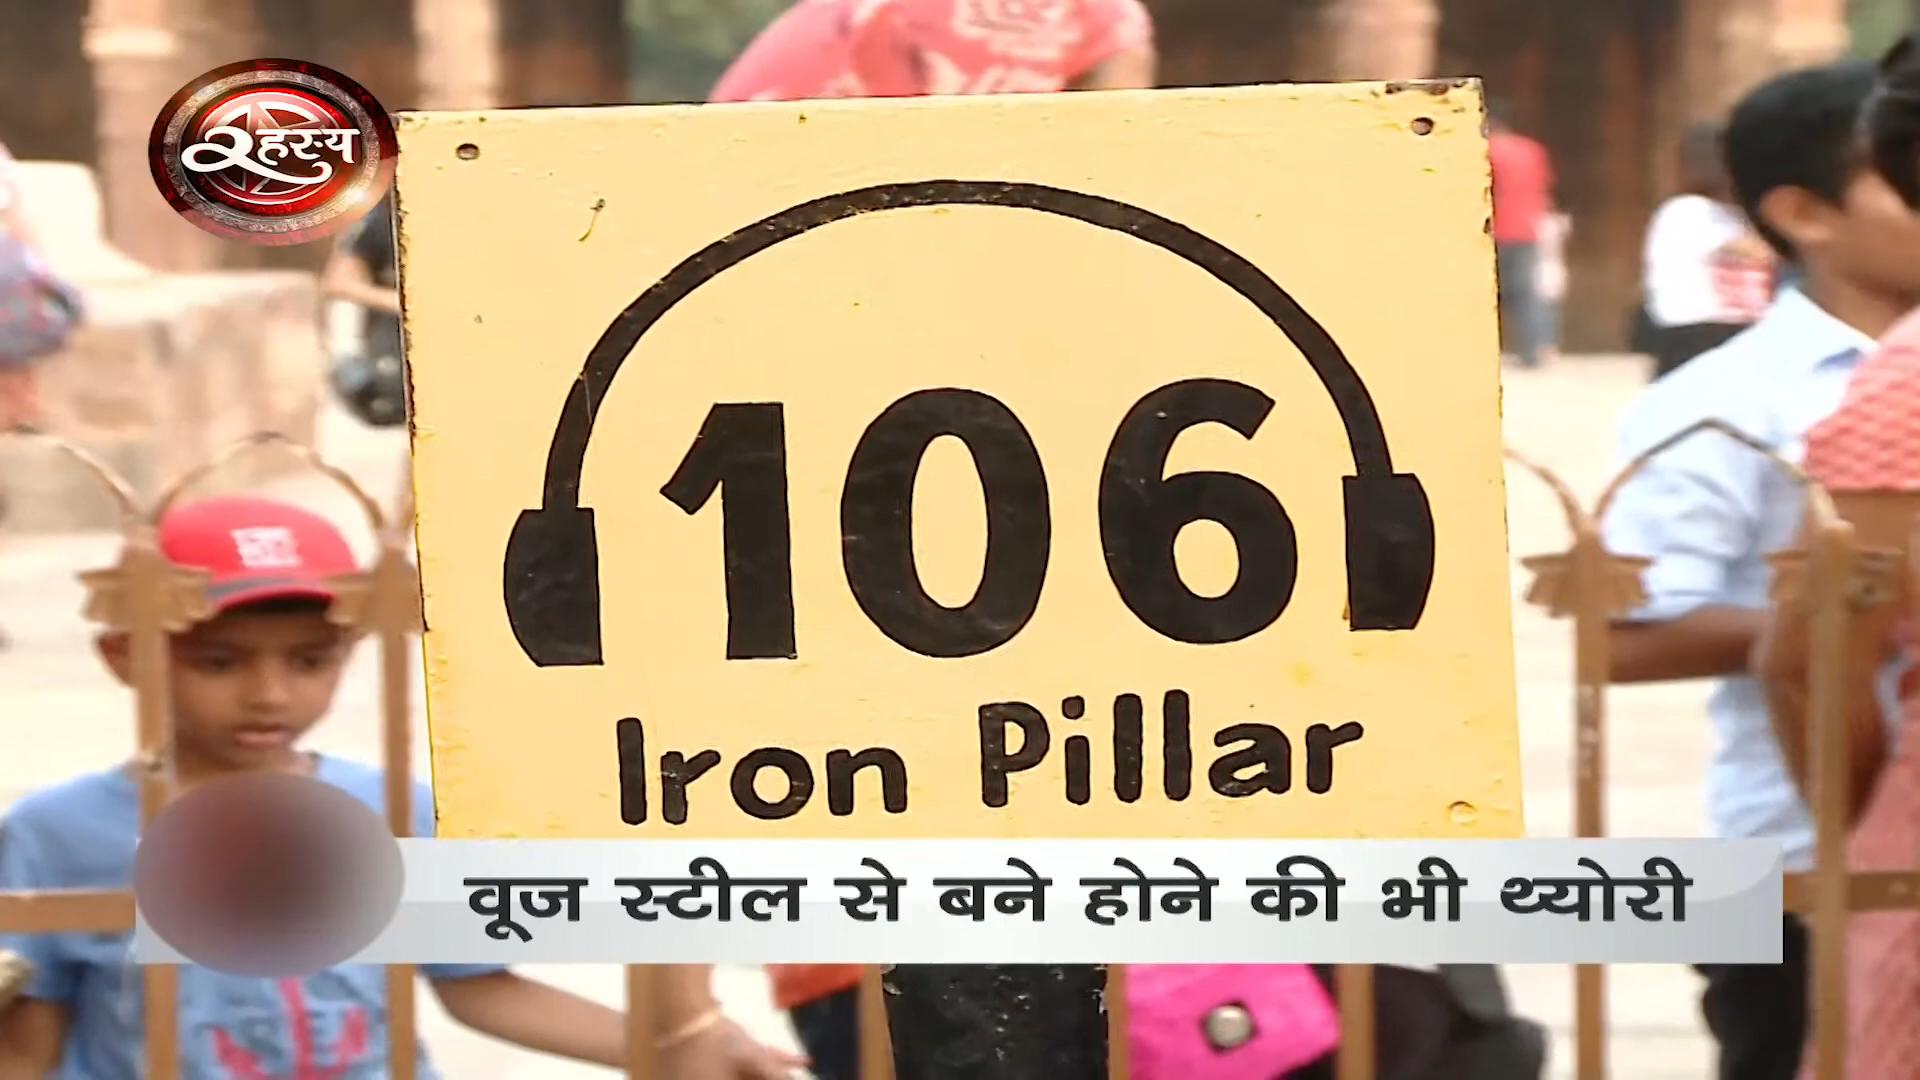 रहस्य
106
Iron Pillar
वूज स्टील से बने होने की भी थ्योरी